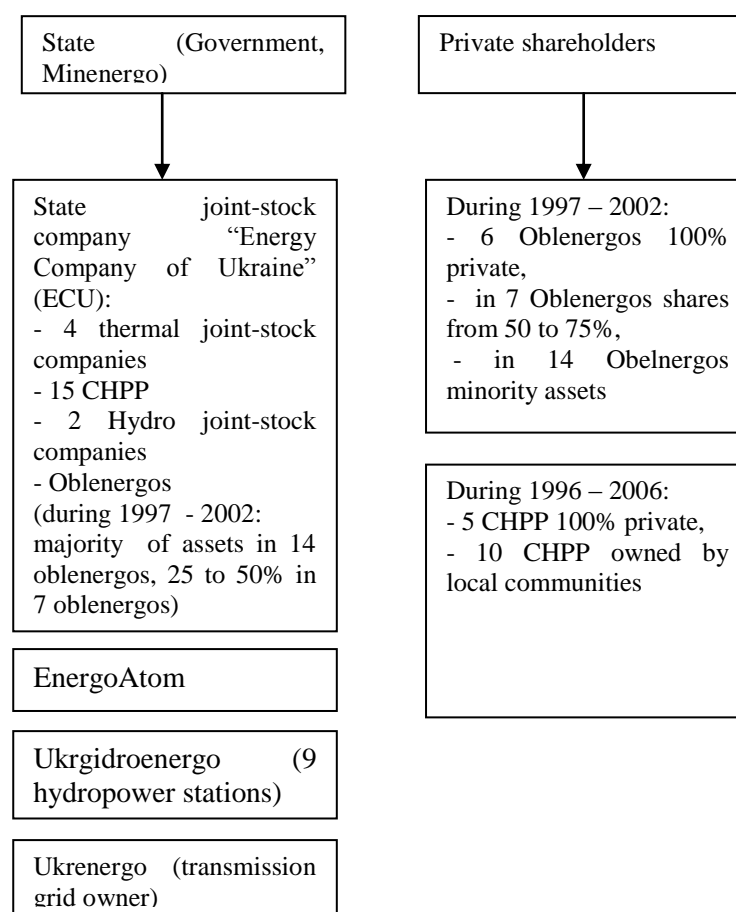 State (Government,
Minenergo)
Private shareholders
State joint-stock
company “Energy
Company of Ukraine”
(ECU):
- 4 thermal joint-stock
companies
- 15 CHPP
- 2 Hydro joint-stock
companies
- Oblenergos
(during 1997 - 2002:
majority of assets in 14
oblenergos, 25 to 50% in
7 oblenergos)
During 1997 – 2002:
- 6 Oblenergos 100%
private,
- in 7 Oblenergos shares
from 50 to 75%,
- in 14 Obelnergos
minority assets
During 1996 – 2006:
- 5 CHPP 100% private,
- 10 CHPP owned by
local communities
EnergoAtom
Ukrgidroenergo (9
hydropower stations)
Ukrenergo (transmission
grid owner)